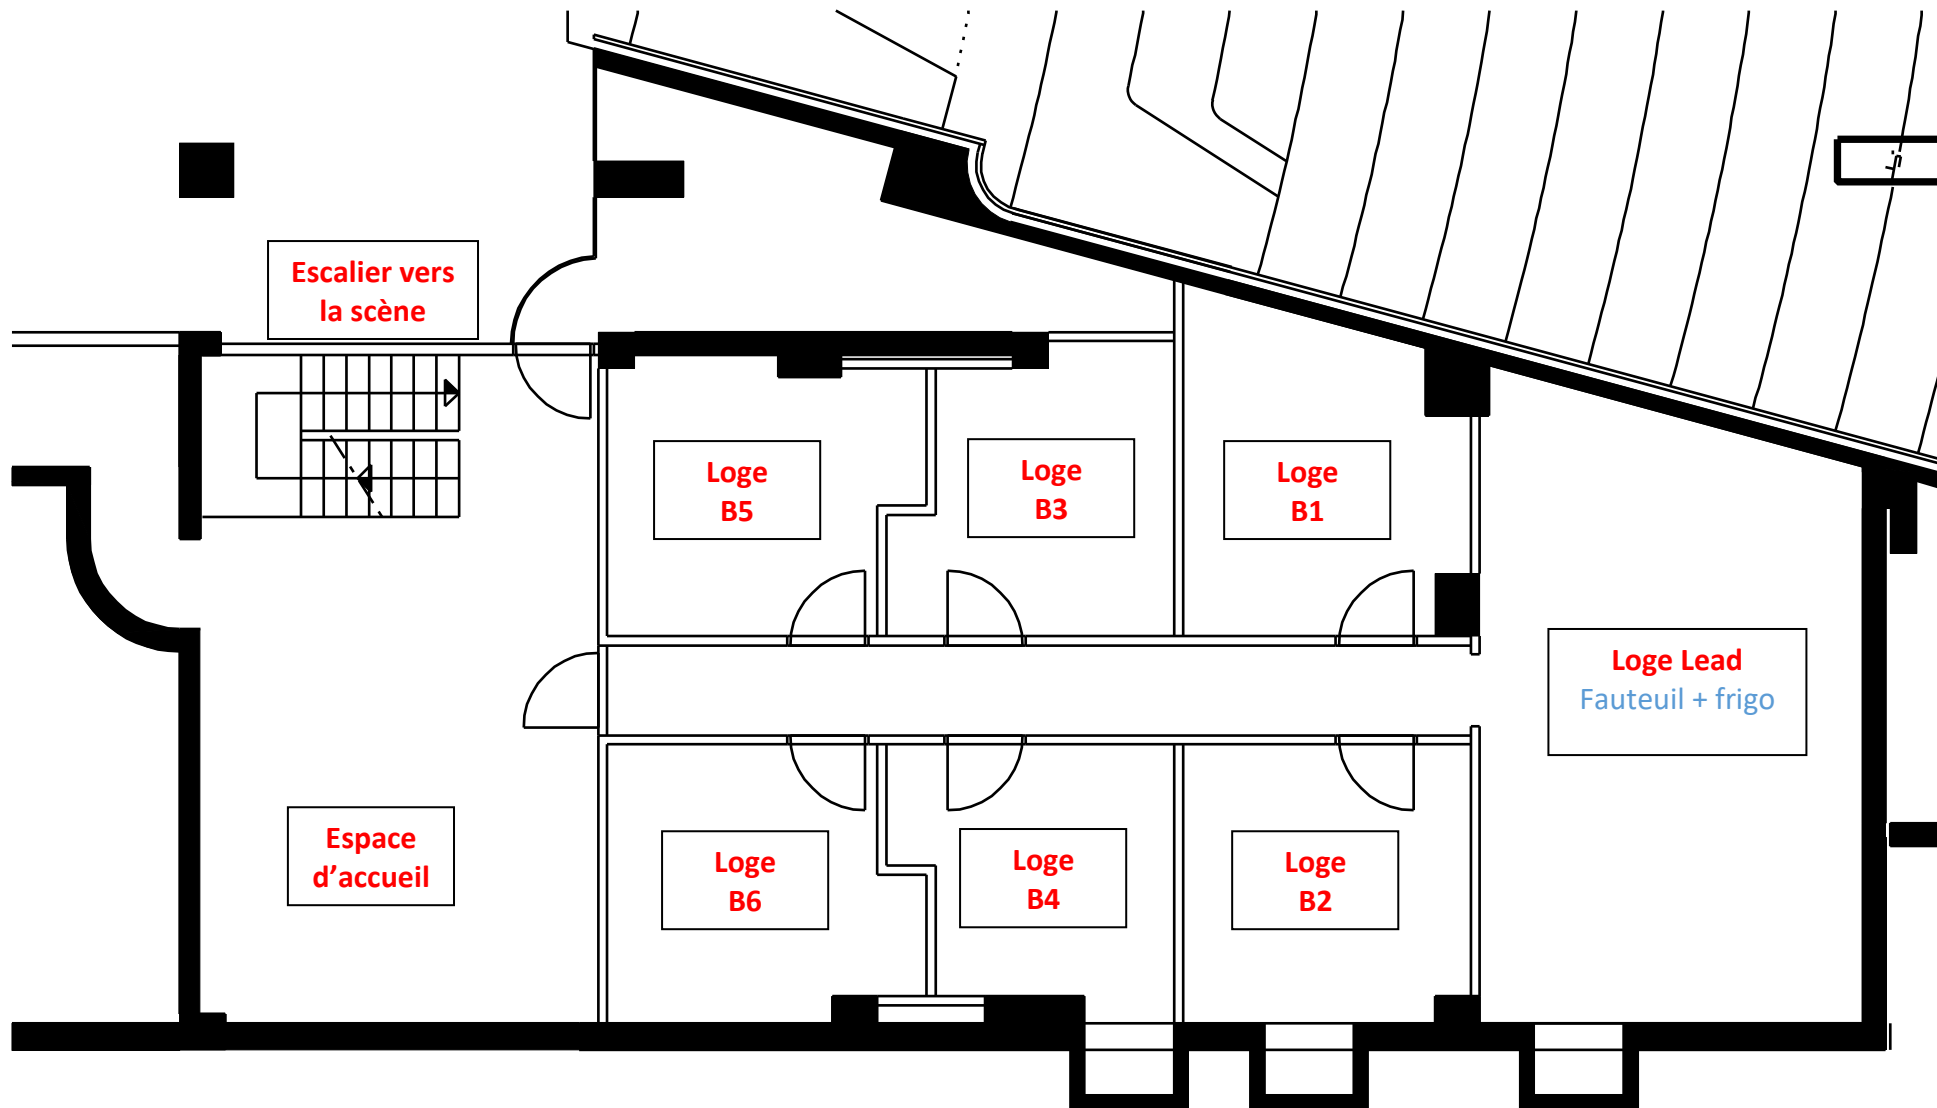 Escalier vers
la scène
Loge
B5
Loge
B3
Loge
B1
Loge Lead
Fauteuil + frigo
Espace
d’accueil
Loge
B6
Loge
B4
Loge
B2